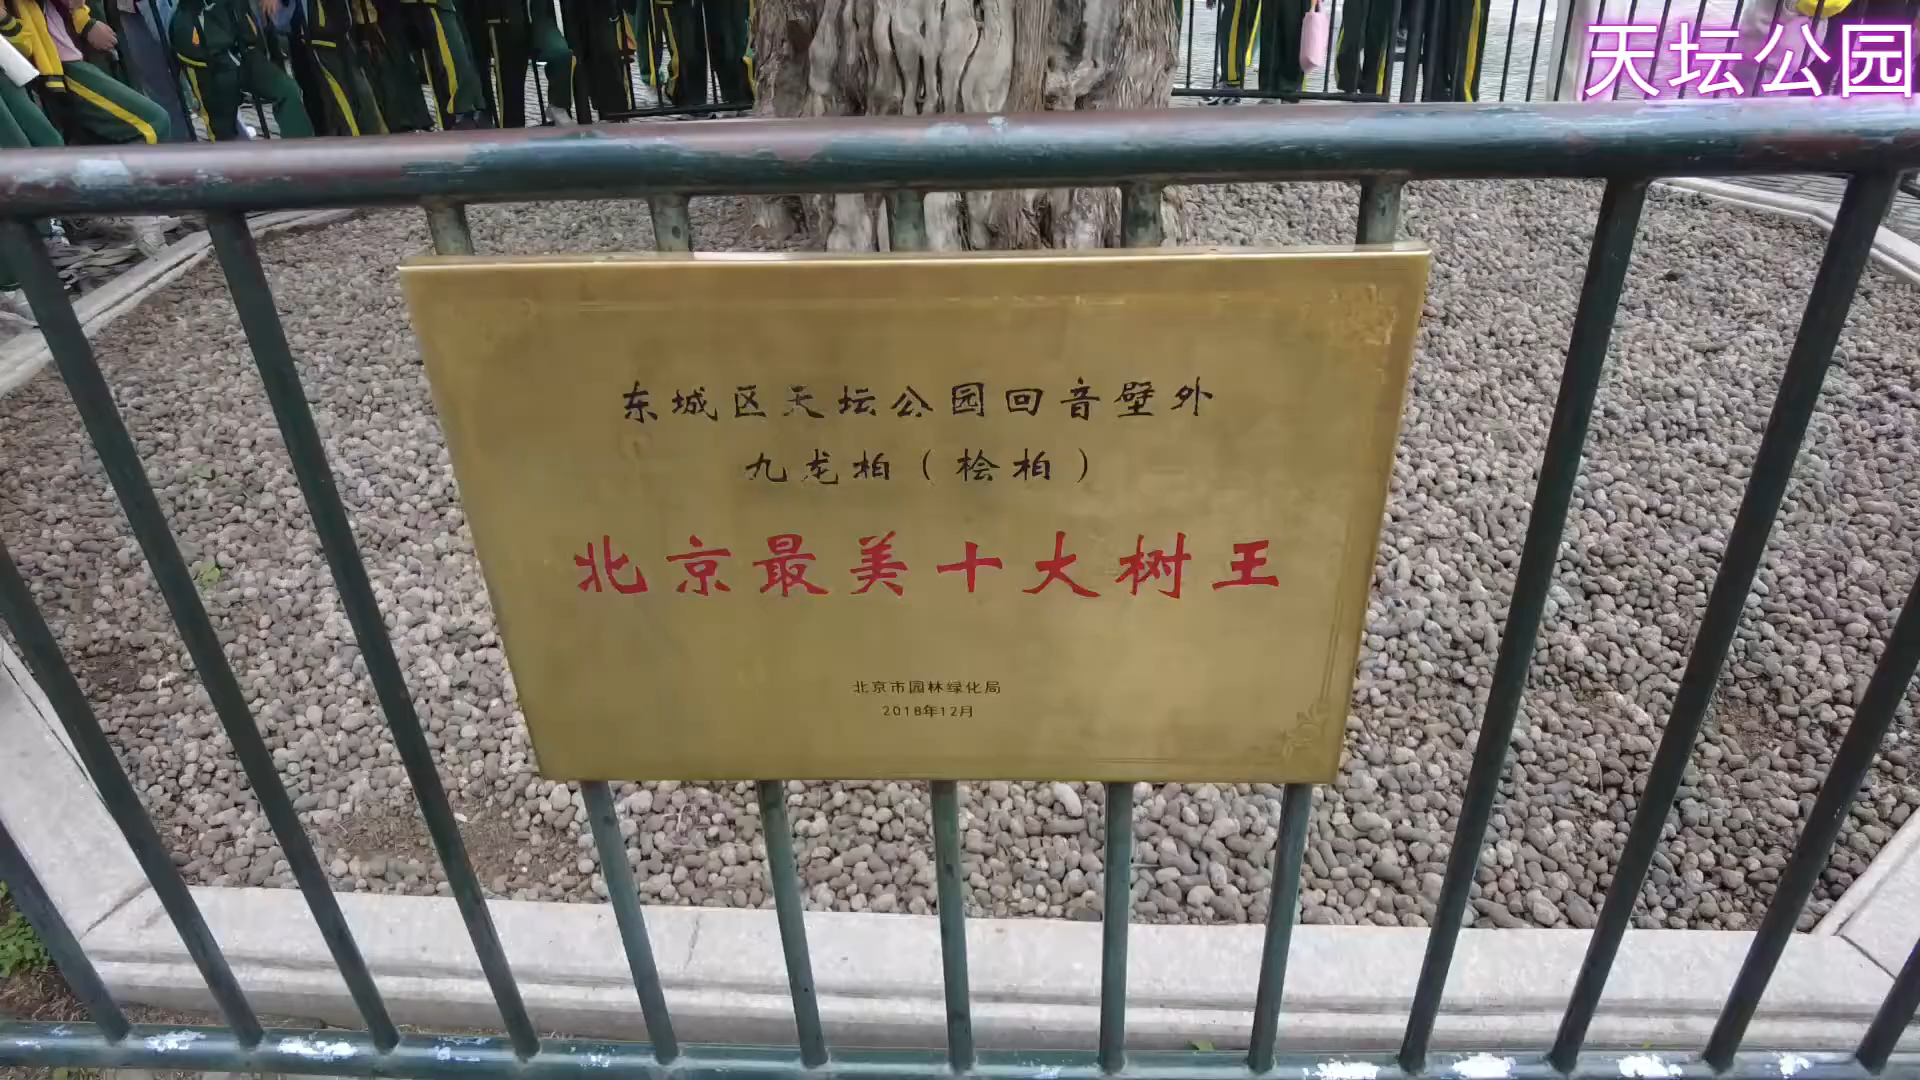 天坛公园
东城区天坛公园回音壁外
九龙柏（桧柏）
北京最美十大树王
北京市园林绿化局
2018年12月